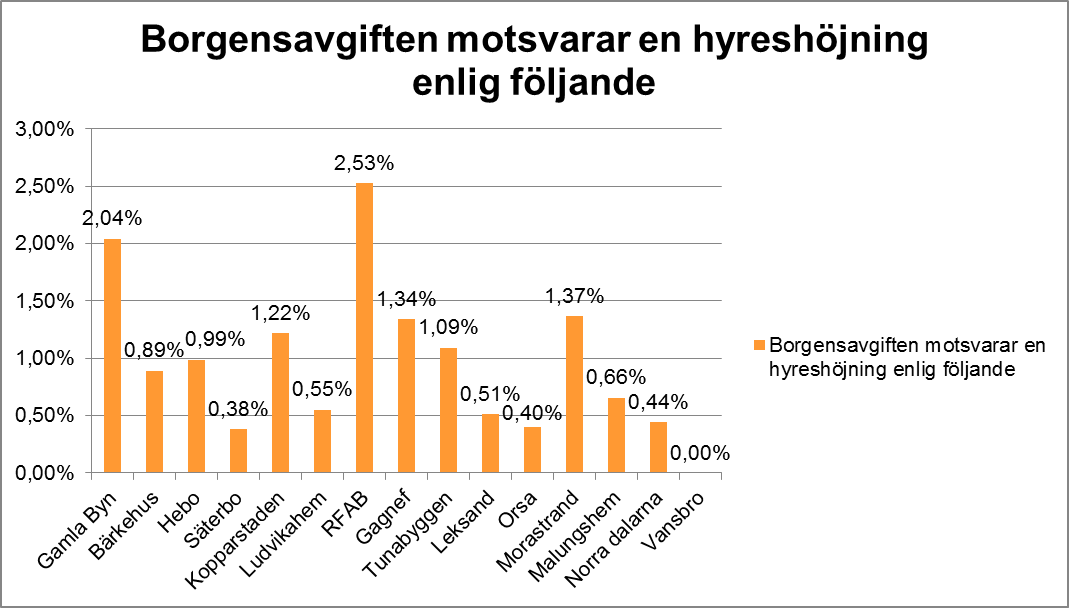 Borgensavgiften motsvarar en hyreshöjning
enlig följande
3,00%
2,50%
2,00%
1,50%
1,00%
0,50%
0,00%
2,04%
0,89%
0,99%
0,38%
1,22%
0,55%
2,53%
1,34%
1,09%
0,51%
0,40%
1,37%
0,66%
0,44%
0,00%
Gamla Byn
Bärkehus
Hebo
Säterbo
Kopparstaden
Ludvikahem
RFAB
Gagnef
Tunabyggen
Leksand
Orsa
Morastrand
Malungshem
Norra dalarna
Vansbro
Borgensavgiften motsvarar en
hyreshöjning enlig följande